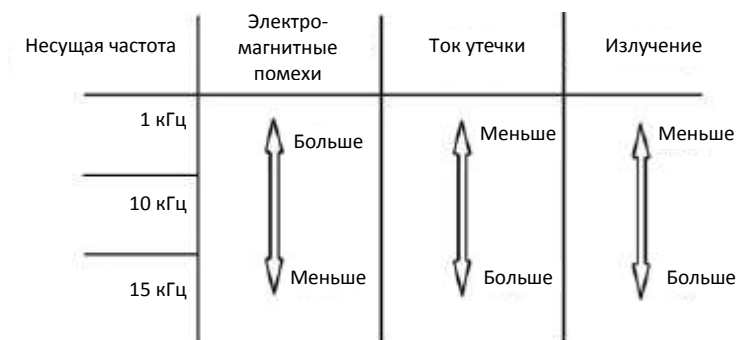 Несущая частота
Электро-
магнитные
помехи
Ток утечки
Излучение
1 кГц
Больше
Меньше
Меньше
10 кГц
15 кГц
Меньше
Больше
Больше